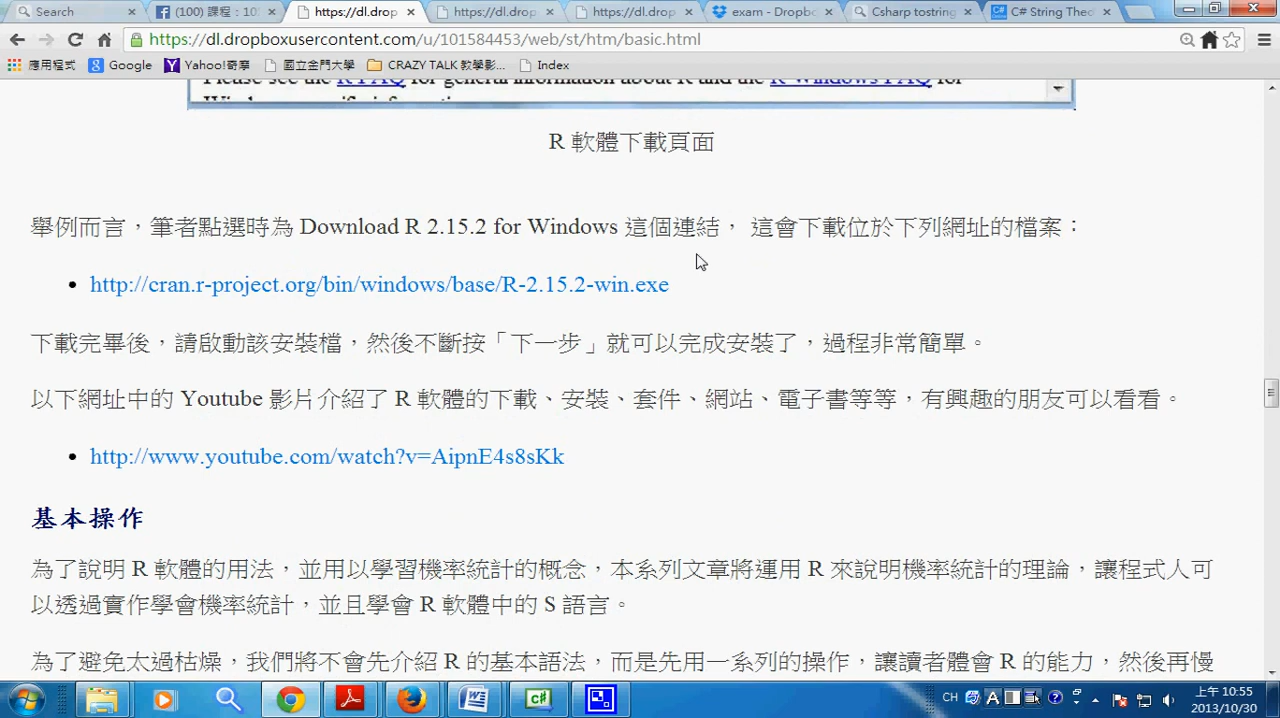 Search
(100) 課程：10
https://dl.drop
https://dl.drop
https://dl.drop
exam - Dropb
Csharp tostring
C# String The
https://dl.dropboxusercontent.com/u/101584453/web/st/htm/basic.html
應用程式
Google
Yahoo!奇摩
國立金門大學
CRAZY TALK 教學影...
Index
Please see the R FAQ for general information about R and the R Windows FAQ for
R 軟體下載頁面
舉例而言，筆者點選時為 Download R 2.15.2 for Windows 這個連結， 這會下載位於下列網址的檔案：
• http://cran.r-project.org/bin/windows/base/R-2.15.2-win.exe
下載完畢後，請啟動該安裝檔，然後不斷按「下一步」就可以完成安裝了，過程非常簡單。
以下網址中的 Youtube 影片介紹了 R 軟體的下載、安裝、套件、網站、電子書等等，有興趣的朋友可以看看。
• http://www.youtube.com/watch?v=AipnE4s8sKk
基本操作
為了說明 R 軟體的用法，並用以學習機率統計的概念，本系列文章將運用 R 來說明機率統計的理論，讓程式人可
以透過實作學會機率統計，並且學會 R 軟體中的 S 語言。
為了避免太過枯燥，我們將不會先介紹 R 的基本語法，而是先用一系列的操作，讓讀者體會 R 的能力，然後再慢
CH
上午 10:55
2013/10/30